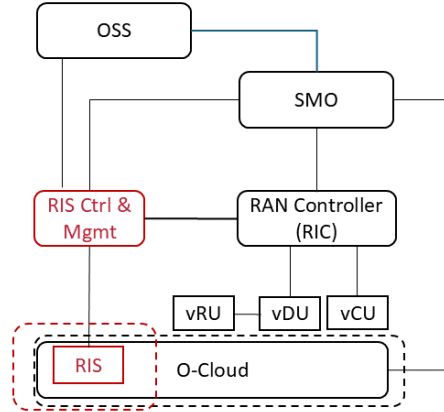 OSS
SMO
RIS Ctrl &
Mgmt
RAN Controller
(RIC)
vRU
vDU
vCU
RIS
O-Cloud